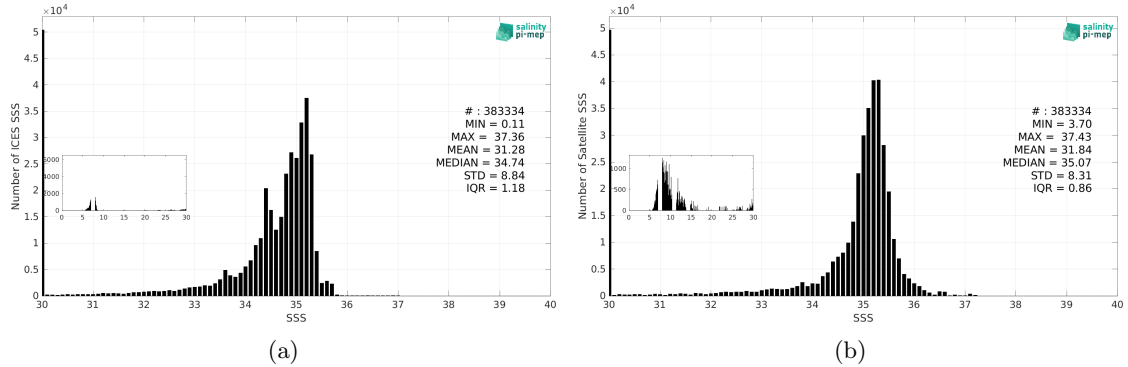 ×10⁴
5
4.5
4
3.5
3
2.5
2
1.5
1
0.5
0
Number of ICES SSS
salinity
pi-mep
# : 383334
MIN = 0.11
MAX = 37.36
MEAN = 31.28
MEDIAN = 34.74
STD = 8.84
IQR = 1.18
6000
4000
2000
0
0 5 10 15 20 25 30
30 31 32 33 34 35 36 37 38 39 40
SSS
(a)
×10⁴
5
4.5
4
3.5
3
2.5
2
1.5
1
0.5
0
Number of Satellite SSS
salinity
pi-mep
# : 383334
MIN = 3.70
MAX = 37.43
MEAN = 31.84
MEDIAN = 35.07
STD = 8.31
IQR = 0.86
1000
500
0
0 5 10 15 20 25 30
30 31 32 33 34 35 36 37 38 39 40
SSS
(b)